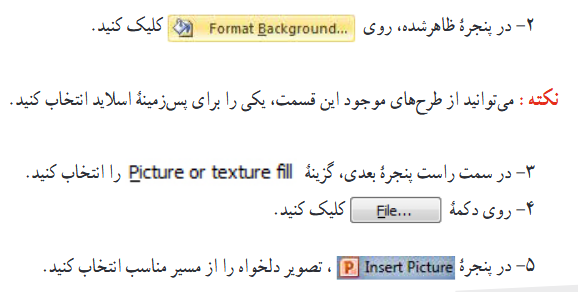 ۲- در پنجرهٔ ظاهرشده، روی Format Background... کلیک کنید.
نکته : می‌توانید از طرح‌های موجود این قسمت، یکی را برای پس‌زمینهٔ اسلاید انتخاب کنید.
۳- در سمت راست پنجرهٔ بعدی، گزینهٔ Picture or texture fill را انتخاب کنید.
۴- روی دکمهٔ File... کلیک کنید.
۵- در پنجرهٔ Insert Picture ، تصویر دلخواه را از مسیر مناسب انتخاب کنید.